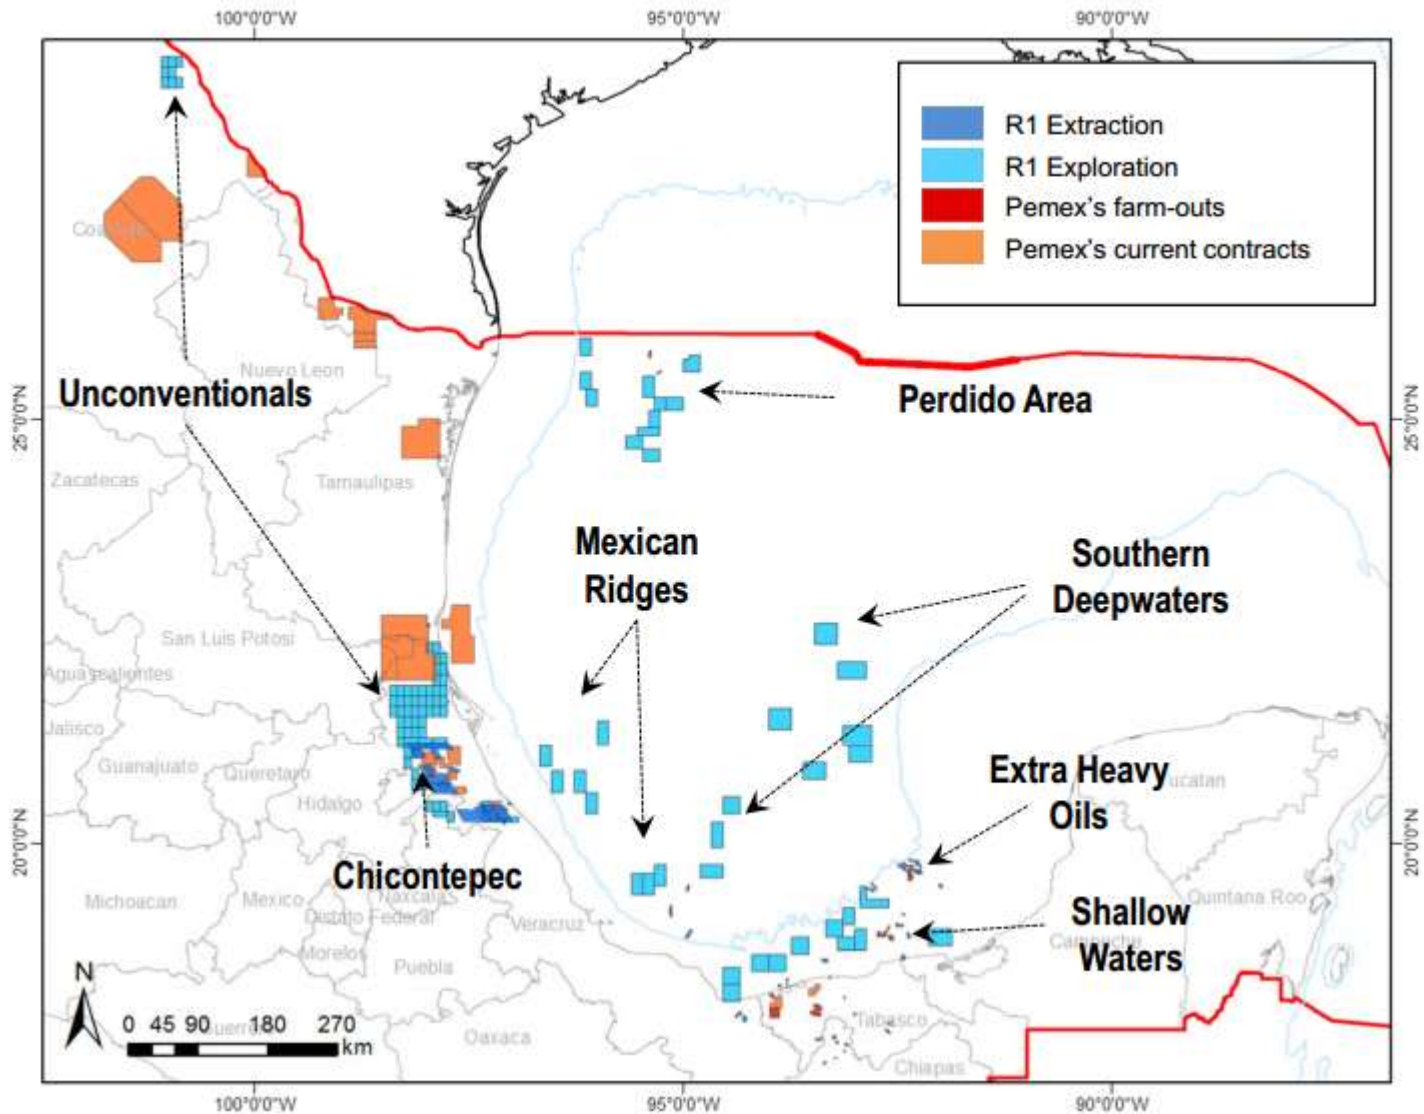 100°0'0"W
95°0'0"W
90°0'0"W
R1 Extraction
R1 Exploration
Pemex's farm-outs
Pemex's current contracts
Nuevo Leon
Unconventionals
Perdido Area
25°0'0"N
25°0'0"N
Zacatecas
Tamaulipas
Mexican
Ridges
Southern
Deepwaters
San Luis Potosi
Aguascalientes
Jalisco
Guanajuato
Queretaro
Hidalgo
Extra Heavy
Oils
20°0'0"N
20°0'0"N
Chicontepec
Michoacan
Mexico
Distrito Federal
Quintana Roo
Veracruz
Shallow
Waters
Morelos
Puebla
N
0 45 90 180 270
km
Oaxaca
Tabasco
Chiapas
100°0'0"W
95°0'0"W
90°0'0"W